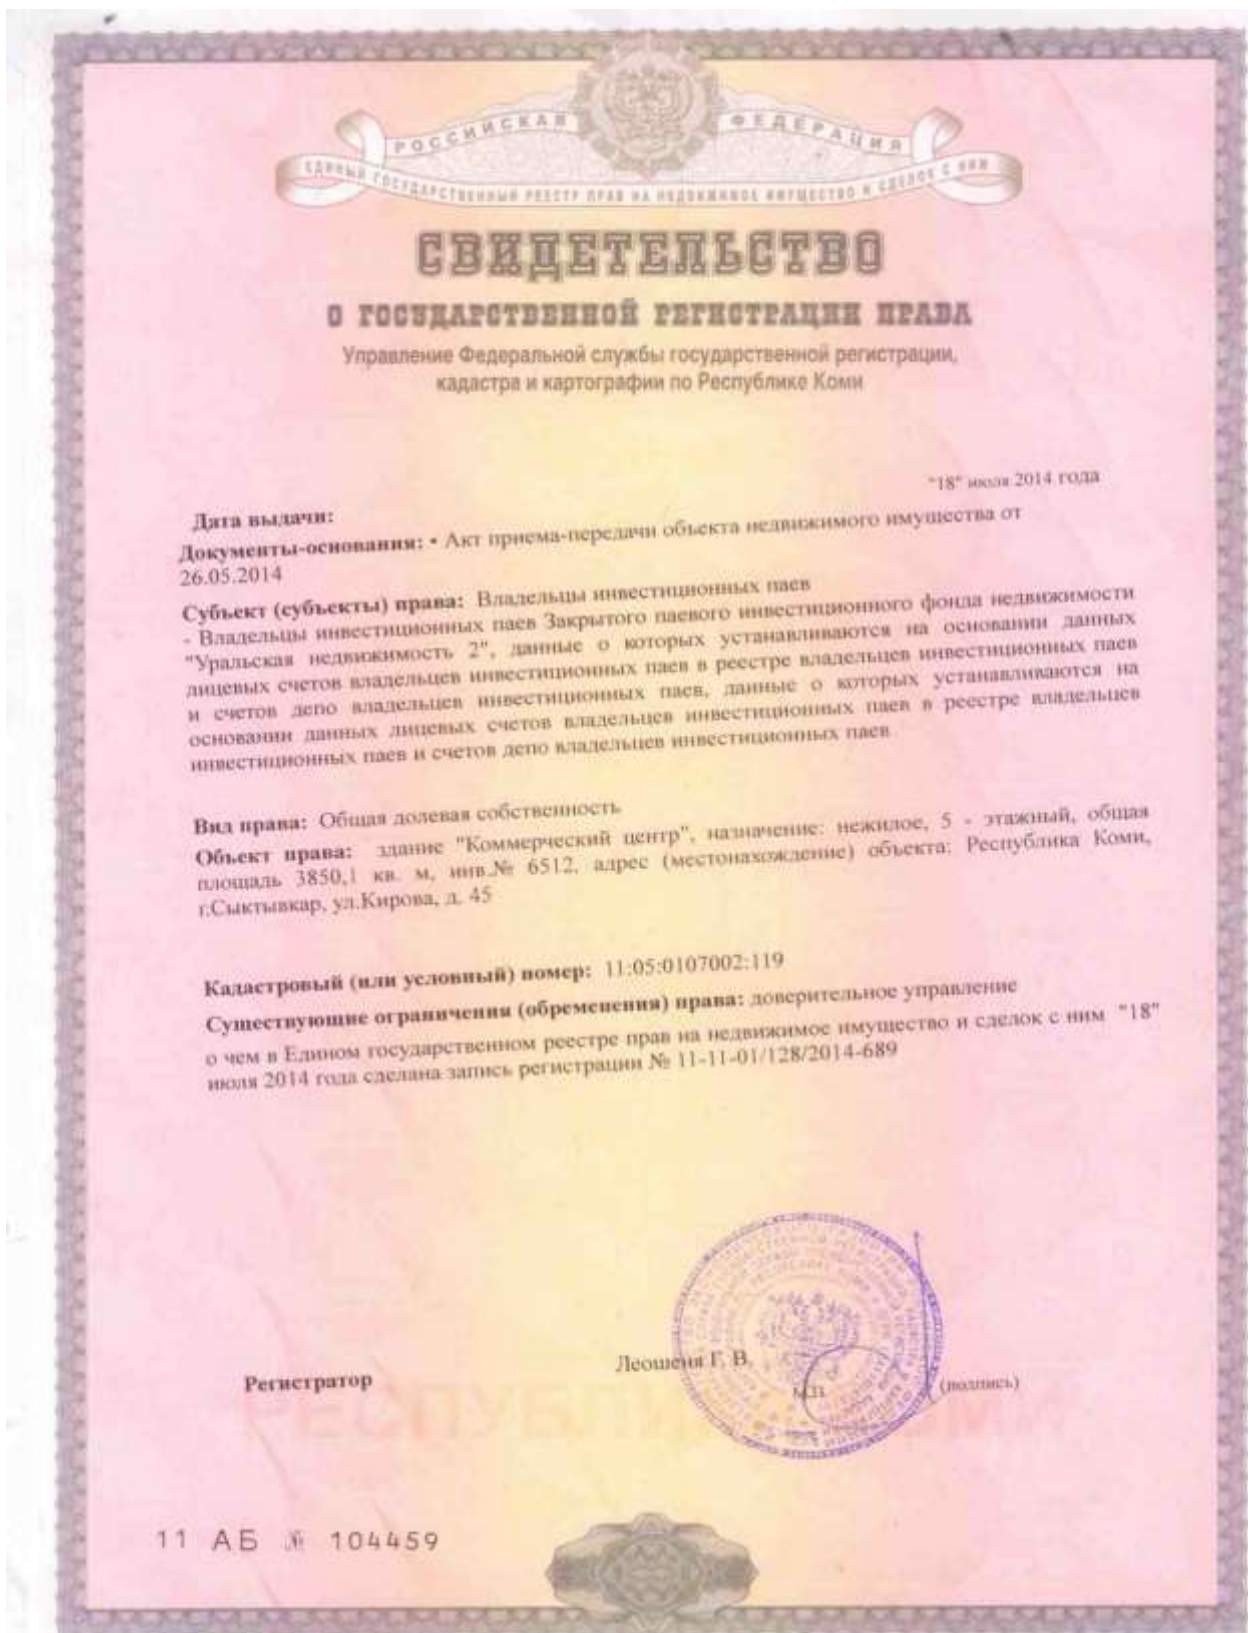 РОССИЙСКАЯ ФЕДЕРАЦИЯ
ЕДИНЫЙ ГОСУДАРСТВЕННЫЙ РЕЕСТР ПРАВ НА НЕДВИЖИМОЕ ИМУЩЕСТВО И СДЕЛОК С НИМ
СВИДЕТЕЛЬСТВО
О ГОСУДАРСТВЕННОЙ РЕГИСТРАЦИИ ПРАВА
Управление Федеральной службы государственной регистрации,
кадастра и картографии по Республике Коми
"18" июля 2014 года
Дата выдачи:
Документы-основания: • Акт приема-передачи объекта недвижимого имущества от
26.05.2014
Субъект (субъекты) права: Владельцы инвестиционных паев
- Владельцы инвестиционных паев Закрытого паевого инвестиционного фонда недвижимости
"Уральская недвижимость 2", данные о которых устанавливаются на основании данных
лицевых счетов владельцев инвестиционных паев в реестре владельцев инвестиционных паев
и счетов депо владельцев инвестиционных паев, данные о которых устанавливаются на
основании данных лицевых счетов владельцев инвестиционных паев в реестре владельцев
инвестиционных паев и счетов депо владельцев инвестиционных паев
Вид права: Общая долевая собственность
Объект права: здание "Коммерческий центр", назначение: нежилое, 5 - этажный, общая
площадь 3850,1 кв. м, инв.№ 6512, адрес (местонахождение) объекта: Республика Коми,
г.Сыктывкар, ул.Кирова, д. 45
Кадастровый (или условный) номер: 11:05:0107002:119
Существующие ограничения (обременения) права: доверительное управление
о чем в Едином государственном реестре прав на недвижимое имущество и сделок с ним "18"
июля 2014 года сделана запись регистрации № 11-11-01/128/2014-689
Регистратор
Леошеня Г. В.
М.П.
(подпись)
РЕСПУБЛИКА КОМИ
11 АБ № 104459